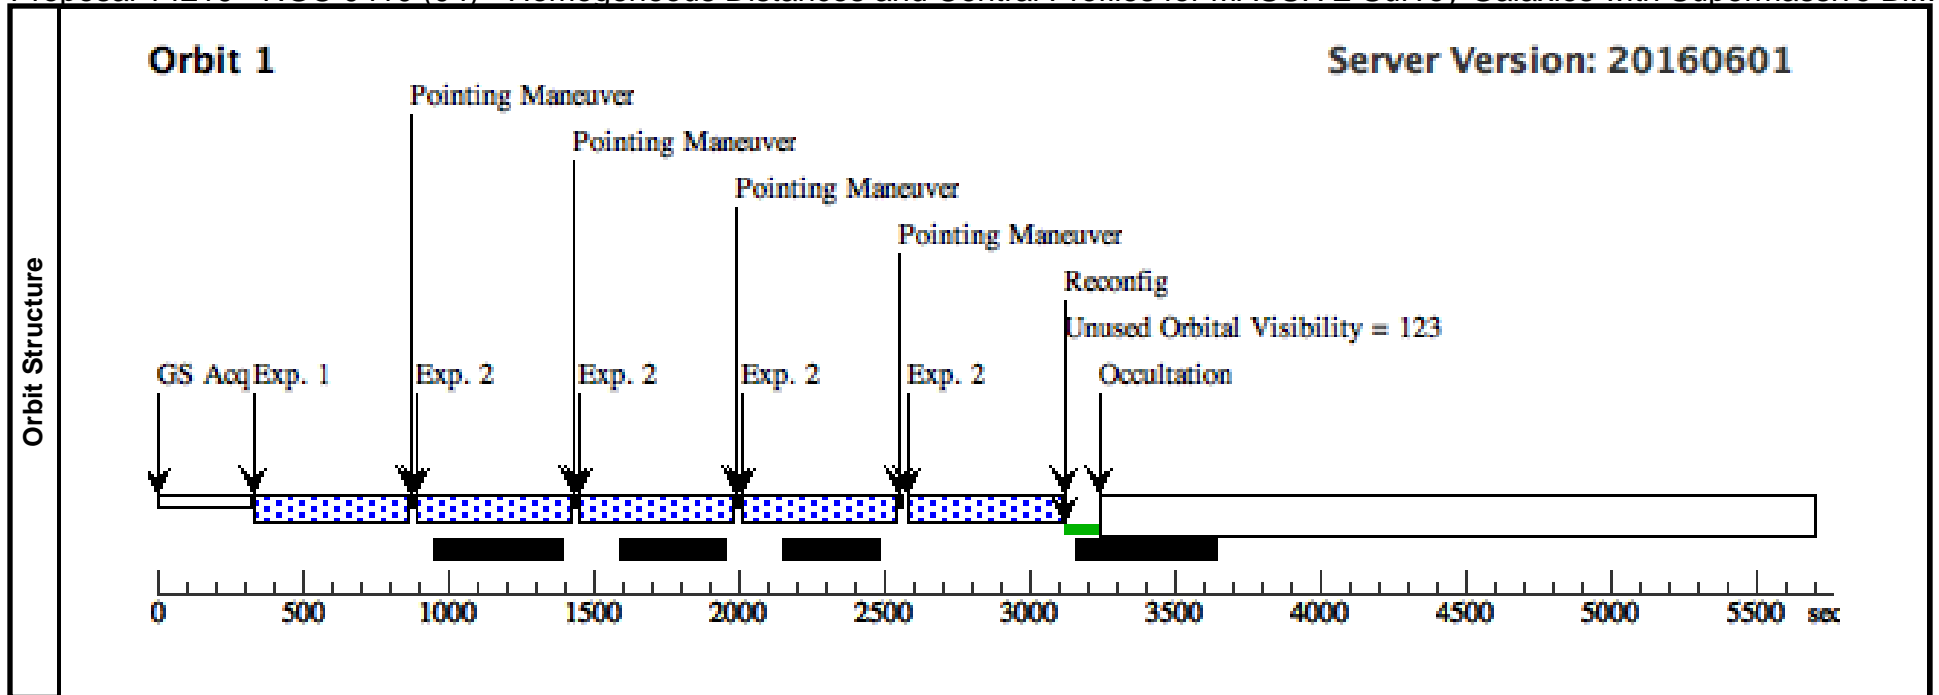 Orbit 1
Server Version: 20160601
Pointing Maneuver
Pointing Maneuver
Pointing Maneuver
Pointing Maneuver
Reconfig
Unused Orbital Visibility = 123
GS Acq Exp. 1 Exp. 2 Exp. 2 Exp. 2 Exp. 2 Occultation
Orbit Structure
0 500 1000 1500 2000 2500 3000 3500 4000 4500 5000 5500 sec